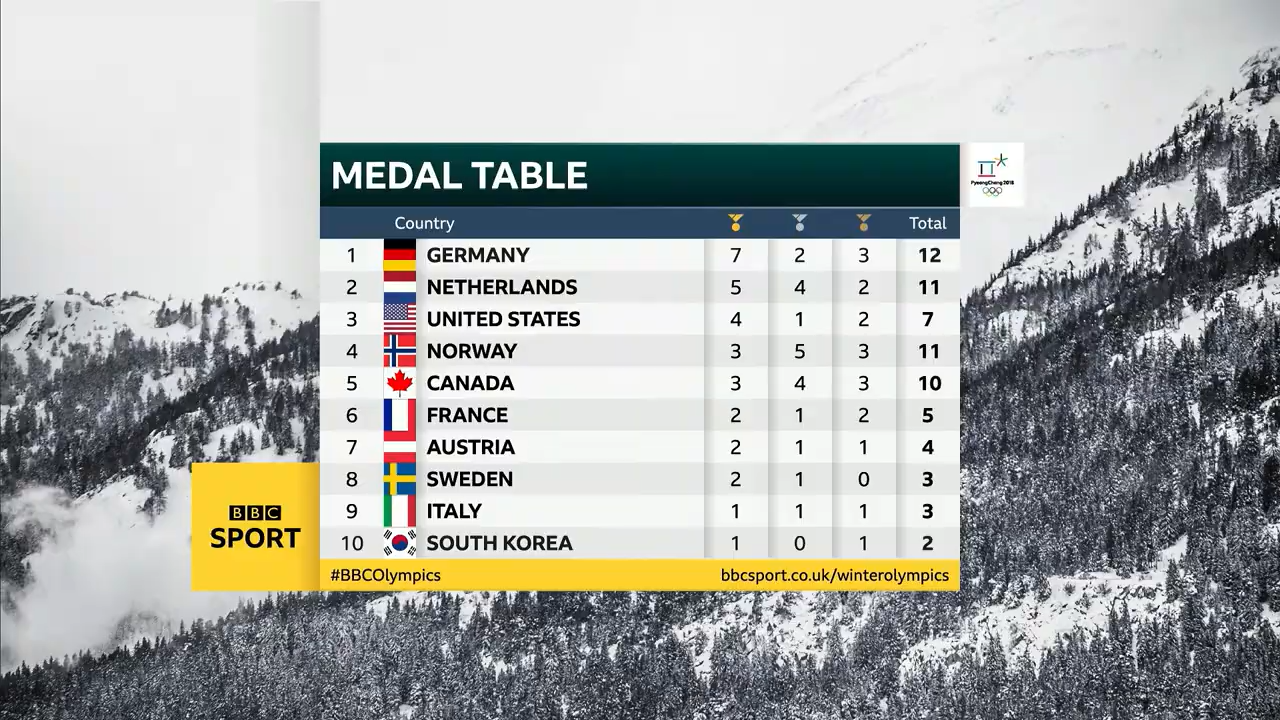 MEDAL TABLE
PyeongChang 2018
Country Total
1 GERMANY 7 2 3 12
2 NETHERLANDS 5 4 2 11
3 UNITED STATES 4 1 2 7
4 NORWAY 3 5 3 11
5 CANADA 3 4 3 10
6 FRANCE 2 1 2 5
7 AUSTRIA 2 1 1 4
8 SWEDEN 2 1 0 3
9 ITALY 1 1 1 3
10 SOUTH KOREA 1 0 1 2
BBC
SPORT
#BBCOlympics bbcsport.co.uk/winterolympics